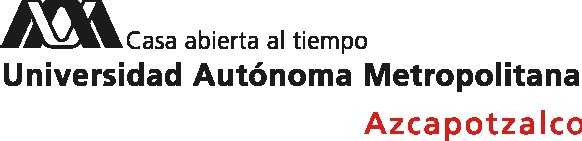 Casa abierta al tiempo
Universidad Autónoma Metropolitana
Azcapotzalco